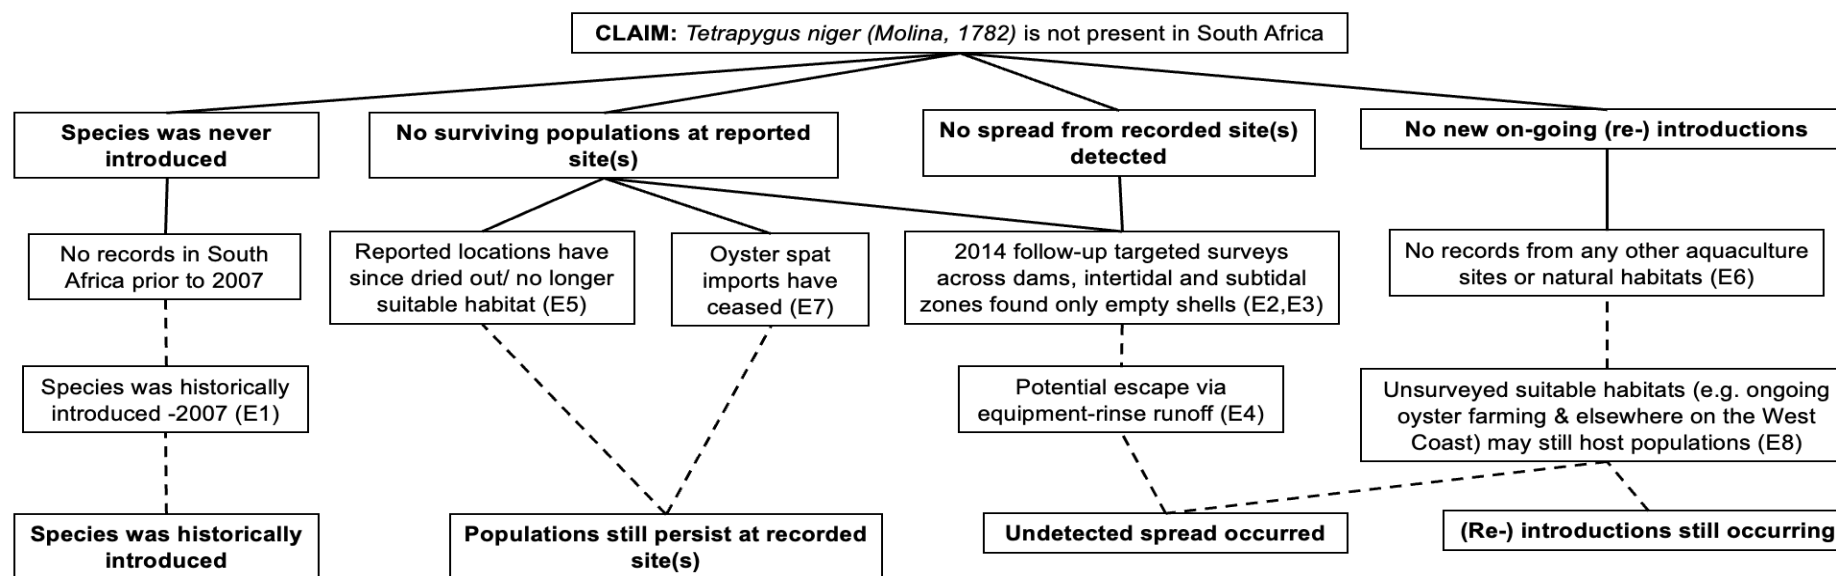 CLAIM: Tetrapygus niger (Molina, 1782) is not present in South Africa
Species was never
introduced
No surviving populations at reported
site(s)
No spread from recorded site(s)
detected
No new on-going (re-) introductions
No records in South
Africa prior to 2007
Reported locations have
since dried out/ no longer
suitable habitat (E5)
Oyster spat
imports have
ceased (E7)
2014 follow-up targeted surveys
across dams, intertidal and subtidal
zones found only empty shells (E2,E3)
No records from any other aquaculture
sites or natural habitats (E6)
Species was historically
introduced -2007 (E1)
Potential escape via
equipment-rinse runoff (E4)
Unsurveyed suitable habitats (e.g. ongoing
oyster farming & elsewhere on the West
Coast) may still host populations (E8)
Species was historically
introduced
Populations still persist at recorded
site(s)
Undetected spread occurred
(Re-) introductions still occurring